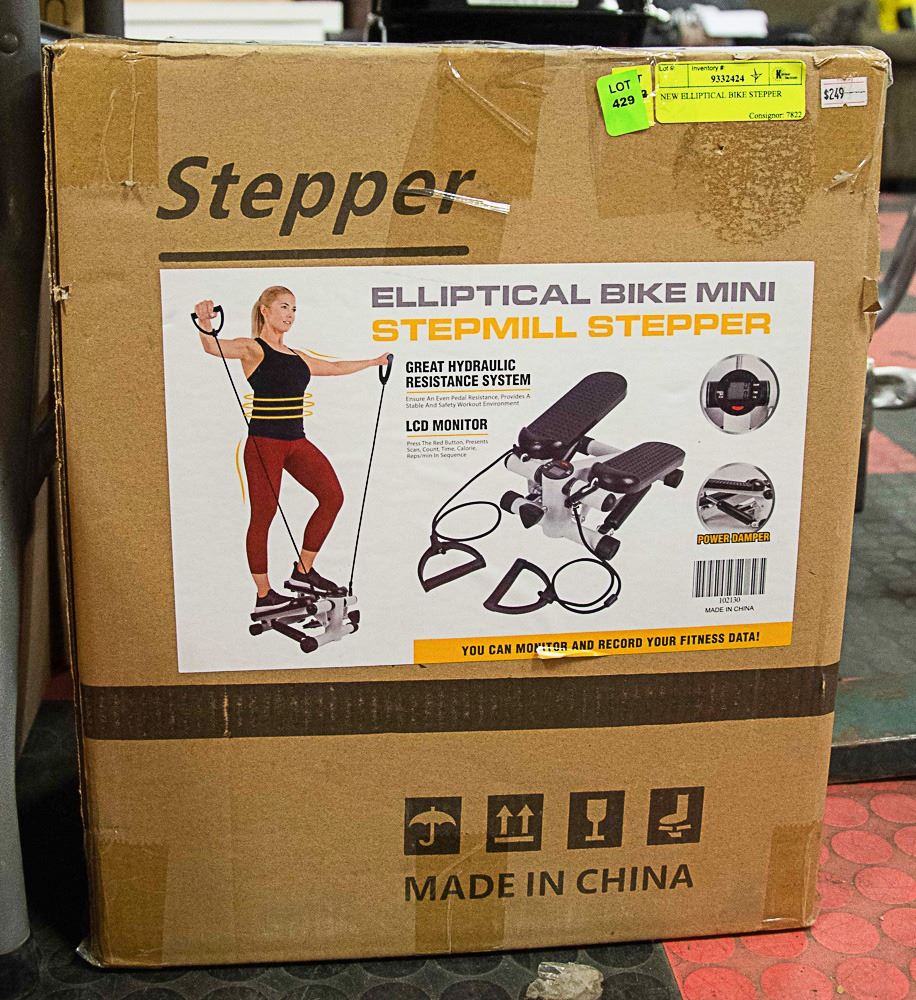 LOT
429
Lot #:
Inventory #:
9332424
NEW ELLIPTICAL BIKE STEPPER
Consignor: 7822
$249
Stepper
ELLIPTICAL BIKE MINI
STEPMILL STEPPER
GREAT HYDRAULIC
RESISTANCE SYSTEM
Ensure An Even Pedal Resistance, Provides A
Stable And Safety Workout Environment
LCD MONITOR
Press The Red Button, Presents
Scan, Count, Time, Calorie,
Reps/min In Sequence
POWER DAMPER
102130
MADE IN CHINA
YOU CAN MONITOR AND RECORD YOUR FITNESS DATA!
MADE IN CHINA